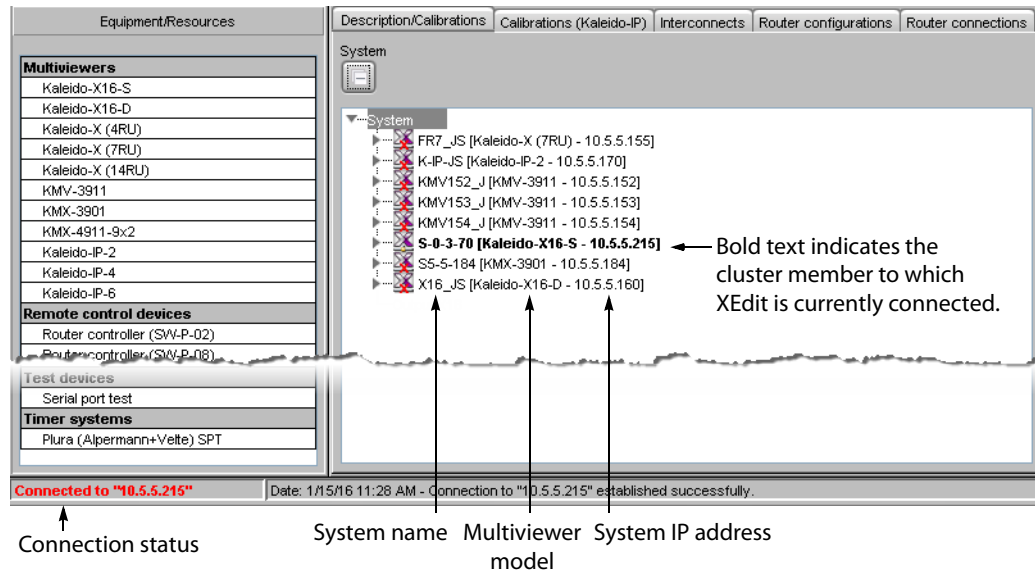 Equipment/Resources
Multiviewers
Kaleido-X16-S
Kaleido-X16-D
Kaleido-X (4RU)
Kaleido-X (7RU)
Kaleido-X (14RU)
KMV-3911
KMX-3901
KMX-4911-9x2
Kaleido-IP-2
Kaleido-IP-4
Kaleido-IP-6
Remote control devices
Router controller (SW-P-02)
Router controller (SW-P-08)
Test devices
Serial port test
Timer systems
Plura (Alpermann+Velte) SPT
Description/Calibrations
Calibrations (Kaleido-IP)
Interconnects
Router configurations
Router connections
System
System
FR7_JS [Kaleido-X (7RU) - 10.5.5.155]
K-IP-JS [Kaleido-IP-2 - 10.5.5.170]
KMV152_J [KMV-3911 - 10.5.5.152]
KMV153_J [KMV-3911 - 10.5.5.153]
KMV154_J [KMV-3911 - 10.5.5.154]
S-0-3-70 [Kaleido-X16-S - 10.5.5.215]
S5-5-184 [KMX-3901 - 10.5.5.184]
X16_JS [Kaleido-X16-D - 10.5.5.160]
Bold text indicates the
cluster member to which
XEdit is currently connected.
Connected to "10.5.5.215"
Date: 1/15/16 11:28 AM - Connection to "10.5.5.215" established successfully.
Connection status
System name
Multiviewer
model
System IP address